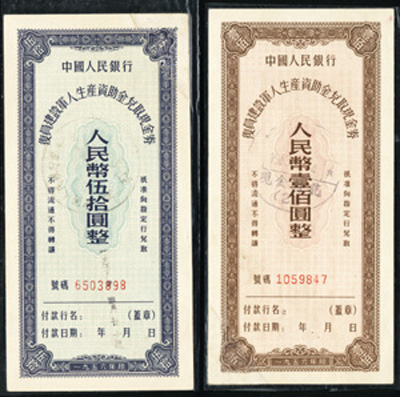 中國人民銀行
復員建設軍人生產資助金兌取現金券
人民幣伍拾圓整
祇準向指定行兌取
不得流通不得轉讓
號碼 6503898
付款行名: (蓋章)
付款日期: 年 月 日
一九五六年印
中國人民銀行
復員建設軍人生產資助金兌取現金券
人民幣壹佰圓整
祇準向指定行兌取
不得流通不得轉讓
號碼 1059847
付款行名: (蓋章)
付款日期: 年 月 日
一九五六年印